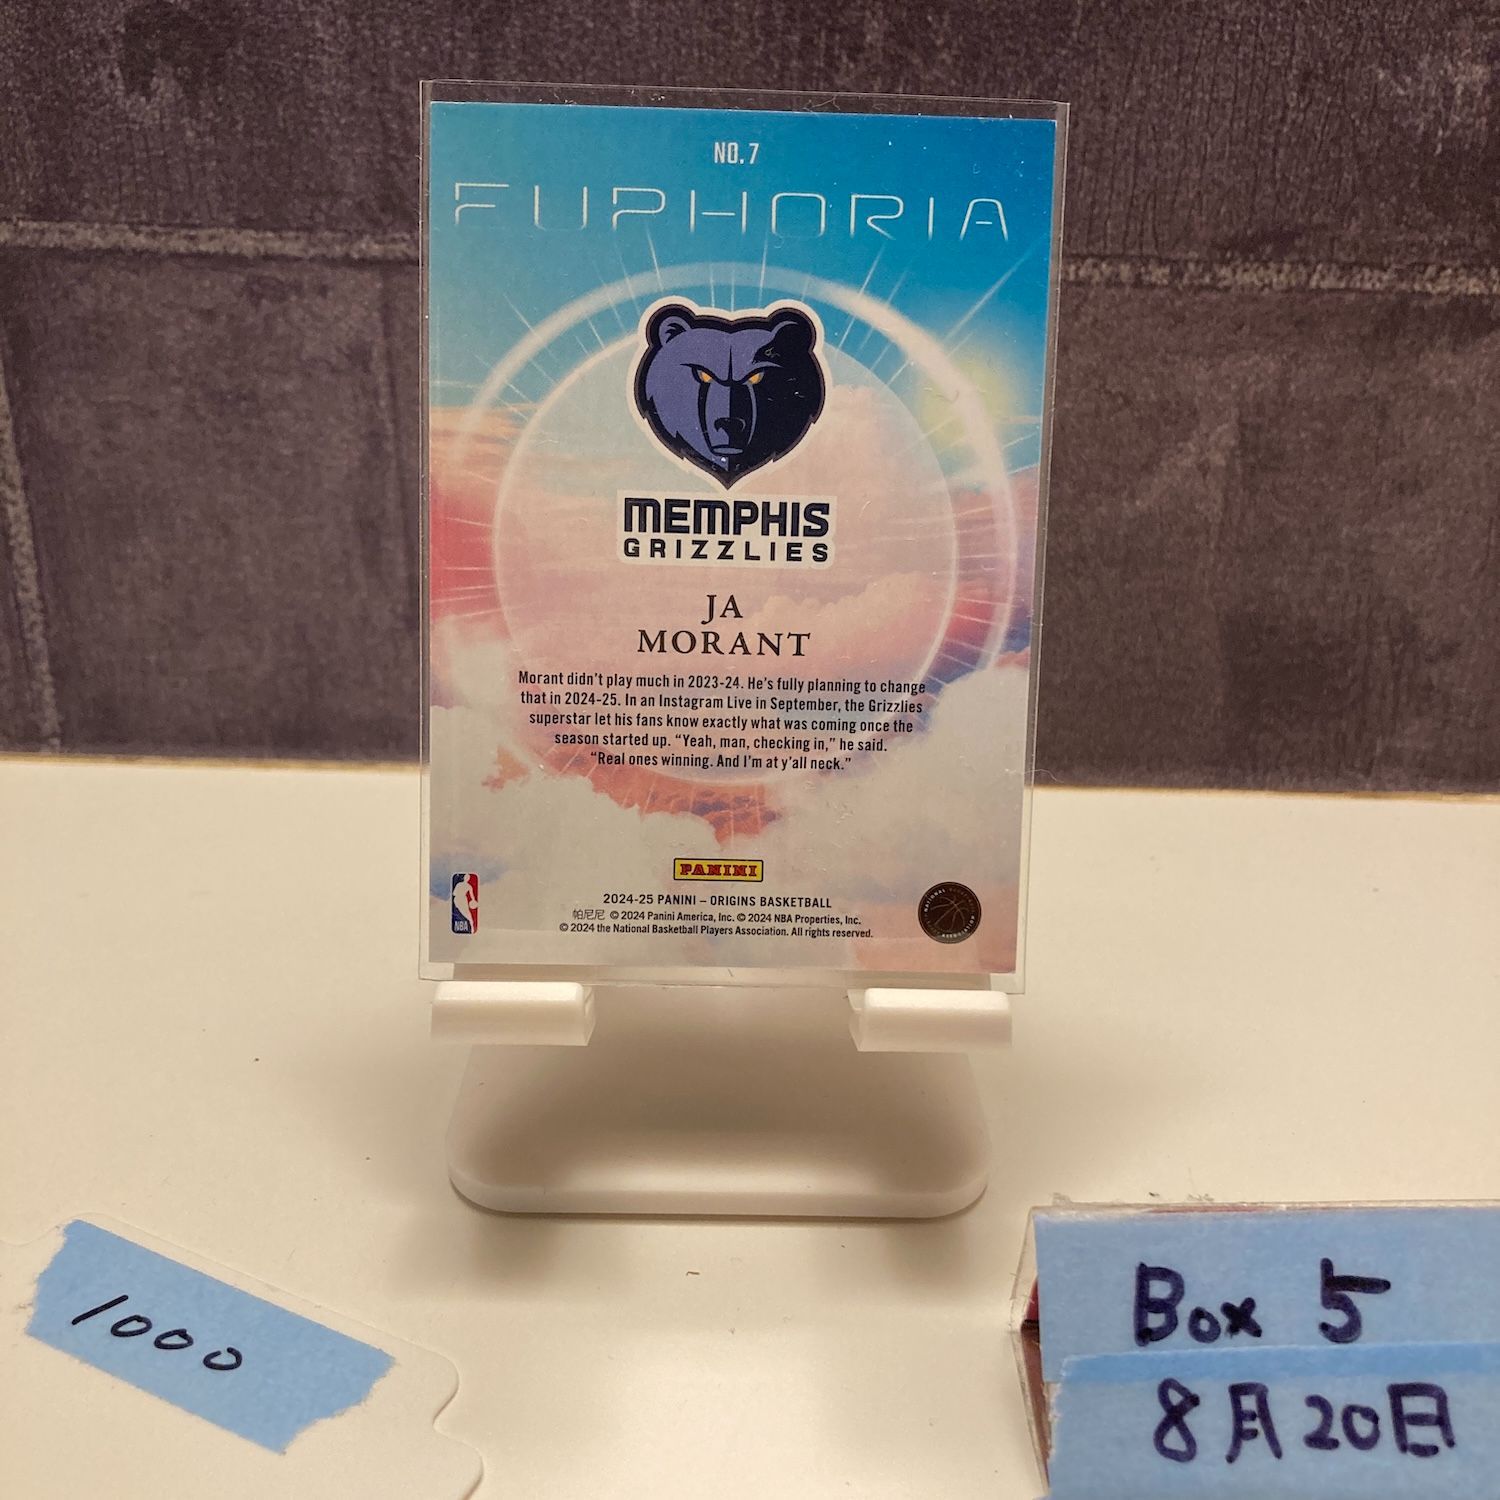 NO.7
EUPHORIA
MEMPHIS
GRIZZLIES
JA
MORANT
Morant didn't play much in 2023-24. He's fully planning to change
that in 2024-25. In an Instagram Live in September, the Grizzlies
superstar let his fans know exactly what was coming once the
season started up. “Yeah, man, checking in,” he said.
“Real ones winning. And I'm at y'all neck.”
PANINI
NBA
2024-25 PANINI – ORIGINS BASKETBALL
帕尼尼 © 2024 Panini America, Inc. © 2024 NBA Properties, Inc.
© 2024 the National Basketball Players Association. All rights reserved.
1000
Box 5
8月20日